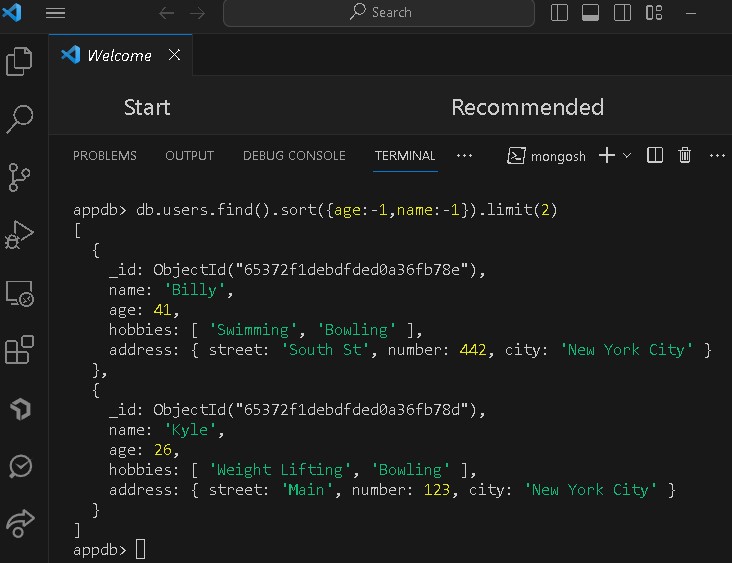 Search
Welcome
Start Recommended
PROBLEMS OUTPUT DEBUG CONSOLE TERMINAL ··· mongosh ···
appdb> db.users.find().sort({age:-1,name:-1}).limit(2)
[
{
_id: ObjectId("65372f1debdfded0a36fb78e"),
name: 'Billy',
age: 41,
hobbies: [ 'Swimming', 'Bowling' ],
address: { street: 'South St', number: 442, city: 'New York City' }
},
{
_id: ObjectId("65372f1debdfded0a36fb78d"),
name: 'Kyle',
age: 26,
hobbies: [ 'Weight Lifting', 'Bowling' ],
address: { street: 'Main', number: 123, city: 'New York City' }
}
]
appdb>